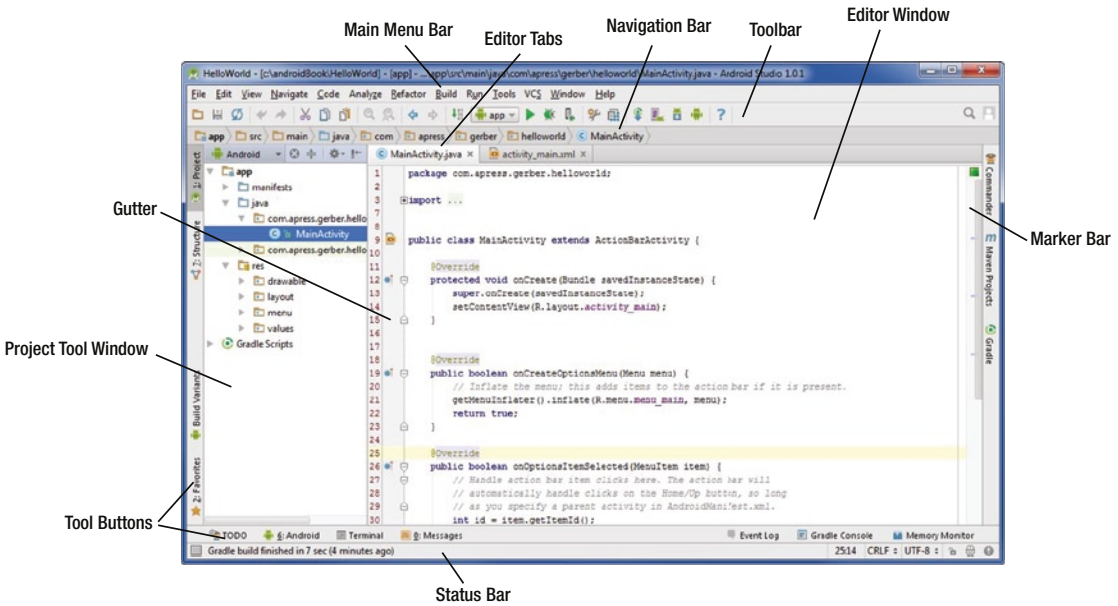 Editor Window
Main Menu Bar
Navigation Bar
Editor Tabs
Toolbar
HelloWorld - [c:\androidBook\HelloWorld] - [app] - ...\app\src\main\java\com\apress\gerber\helloworld\MainActivity.java - Android Studio 1.0.1
File Edit View Navigate Code Analyze Refactor Build Run Tools VCS Window Help
app
app src main java com apress gerber helloworld MainActivity
Android
MainActivity.java × activity_main.xml ×
1: Project
2: Structure
Build Variants
2: Favorites
app
manifests
java
com.apress.gerber.hello
MainActivity
com.apress.gerber.hello
res
drawable
layout
menu
values
Gradle Scripts
1 package com.apress.gerber.helloworld;
2
3 import ...
7
8
9 public class MainActivity extends ActionBarActivity {
10
11 @Override
12 protected void onCreate(Bundle savedInstanceState) {
13 super.onCreate(savedInstanceState);
14 setContentView(R.layout.activity_main);
15 }
16
17
18 @Override
19 public boolean onCreateOptionsMenu(Menu menu) {
20 // Inflate the menu; this adds items to the action bar if it is present.
21 getMenuInflater().inflate(R.menu.menu_main, menu);
22 return true;
23 }
24
25 @Override
26 public boolean onOptionsItemSelected(MenuItem item) {
27 // Handle action bar item clicks here. The action bar will
28 // automatically handle clicks on the Home/Up button, so long
29 // as you specify a parent activity in AndroidManifest.xml.
30 int id = item.getItemId();
Commander
m Maven Projects
Gradle
Gutter
Marker Bar
Project Tool Window
Tool Buttons
TODO 6: Android Terminal 0: Messages Event Log Gradle Console Memory Monitor
Gradle build finished in 7 sec (4 minutes ago) 25:14 CRLF UTF-8
Status Bar